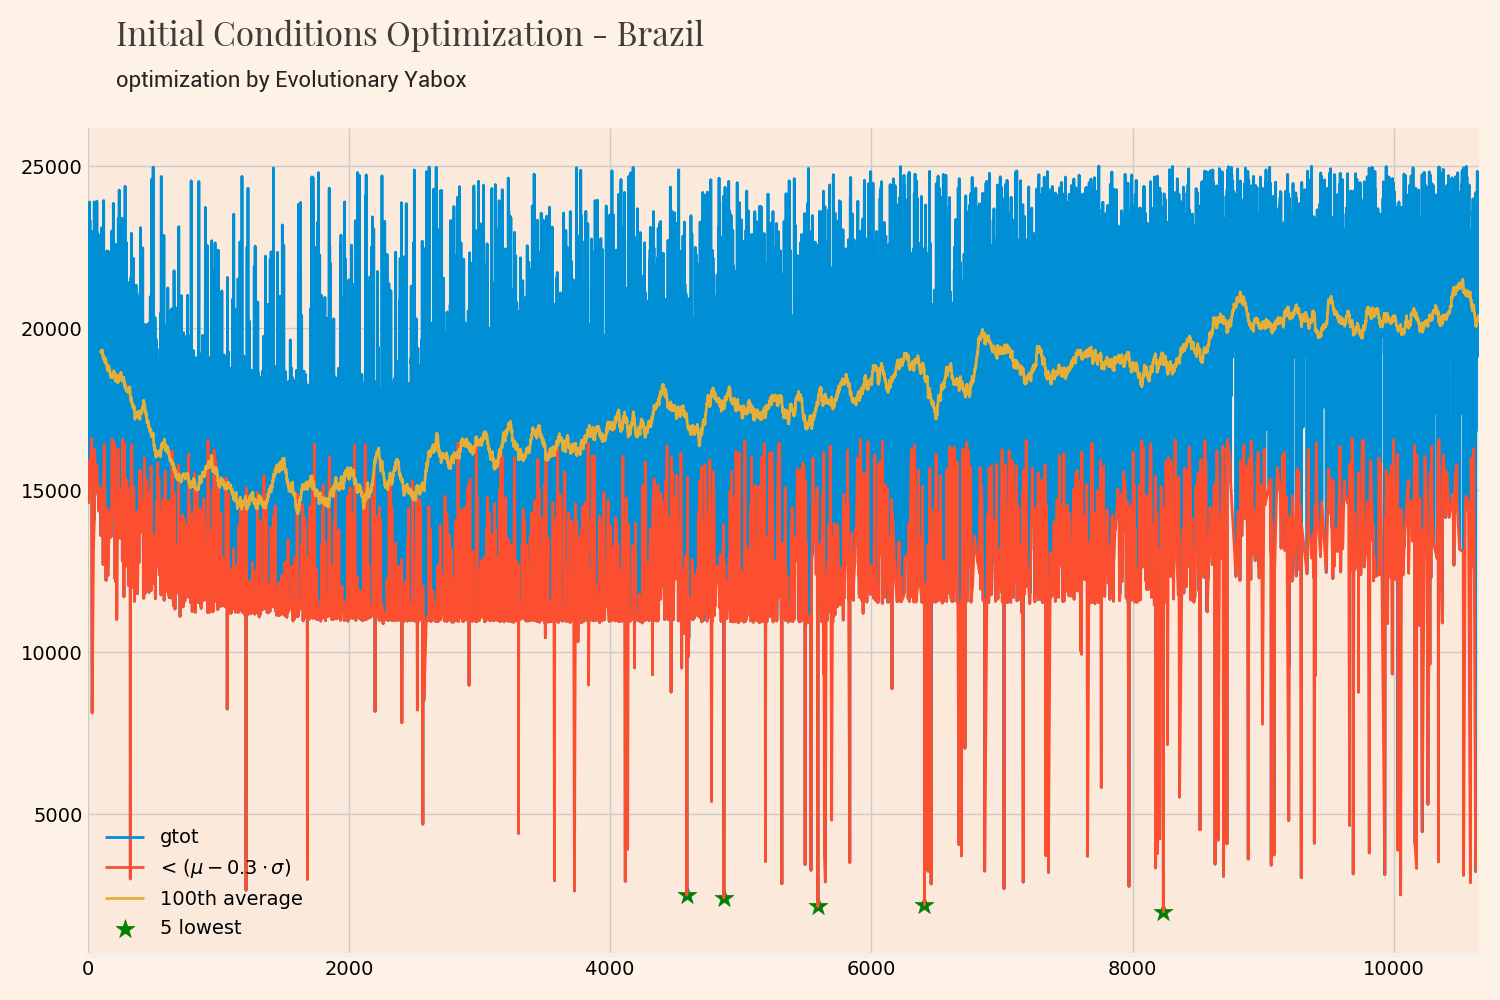 Initial Conditions Optimization - Brazil
optimization by Evolutionary Yabox
25000
20000
15000
10000
5000
gtot
< (μ − 0.3 · σ)
100th average
5 lowest
0 2000 4000 6000 8000 10000